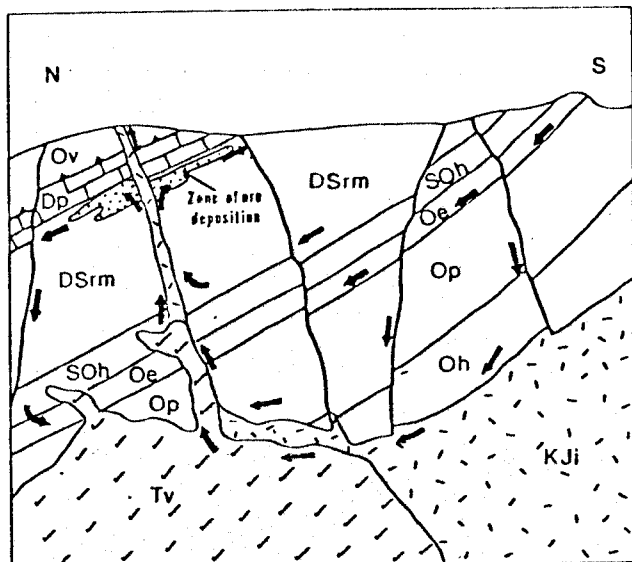 N
S
Ov
Dp
Zone of ore
deposition
DSrm
SOh
Oe
DSrm
Op
SOh
Oe
Op
Oh
KJi
Tv